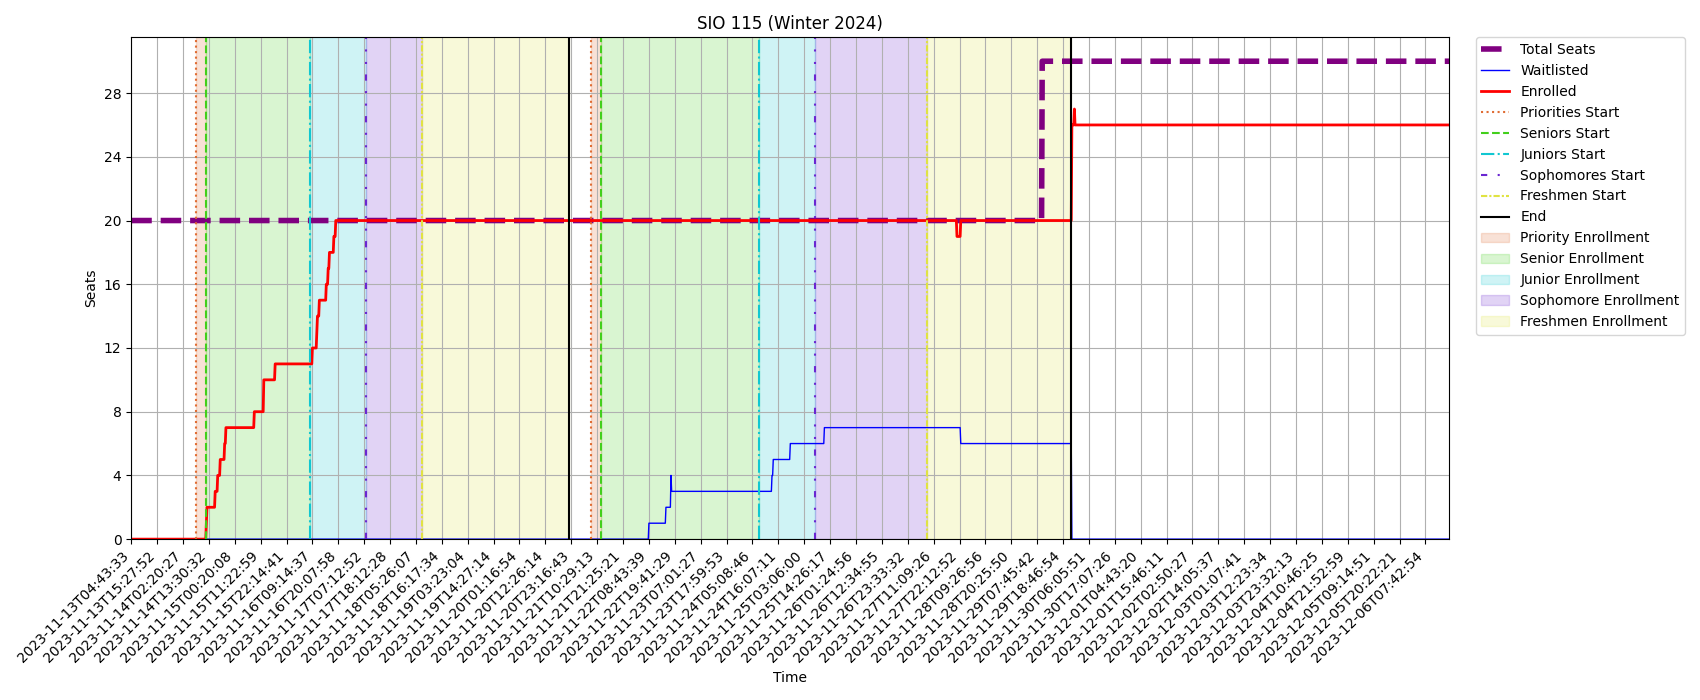 SIO 115 (Winter 2024)
Seats
28
24
20
16
12
8
4
0
2023-11-13T04:43:33
2023-11-13T15:27:52
2023-11-14T02:20:27
2023-11-14T13:30:32
2023-11-15T00:20:08
2023-11-15T11:22:59
2023-11-15T22:14:41
2023-11-16T09:14:37
2023-11-16T20:07:58
2023-11-17T07:12:52
2023-11-17T18:12:28
2023-11-18T05:26:07
2023-11-18T16:17:34
2023-11-19T03:23:04
2023-11-19T14:27:14
2023-11-20T01:16:54
2023-11-20T12:26:14
2023-11-20T23:16:43
2023-11-21T10:29:13
2023-11-21T21:25:21
2023-11-22T08:43:39
2023-11-22T19:41:29
2023-11-23T07:01:27
2023-11-23T17:59:53
2023-11-24T05:08:46
2023-11-24T16:07:11
2023-11-25T03:06:00
2023-11-25T14:26:17
2023-11-26T01:24:56
2023-11-26T12:34:55
2023-11-26T23:33:32
2023-11-27T11:09:26
2023-11-27T22:12:52
2023-11-28T09:26:56
2023-11-28T20:25:50
2023-11-29T07:45:42
2023-11-29T18:46:54
2023-11-30T06:05:51
2023-11-30T17:07:26
2023-12-01T04:43:20
2023-12-01T15:46:11
2023-12-02T02:50:27
2023-12-02T14:05:37
2023-12-03T01:07:41
2023-12-03T12:23:34
2023-12-03T23:32:13
2023-12-04T10:46:25
2023-12-04T21:52:59
2023-12-05T09:14:51
2023-12-05T20:22:21
2023-12-06T07:42:54
Time
Total Seats
Waitlisted
Enrolled
Priorities Start
Seniors Start
Juniors Start
Sophomores Start
Freshmen Start
End
Priority Enrollment
Senior Enrollment
Junior Enrollment
Sophomore Enrollment
Freshmen Enrollment